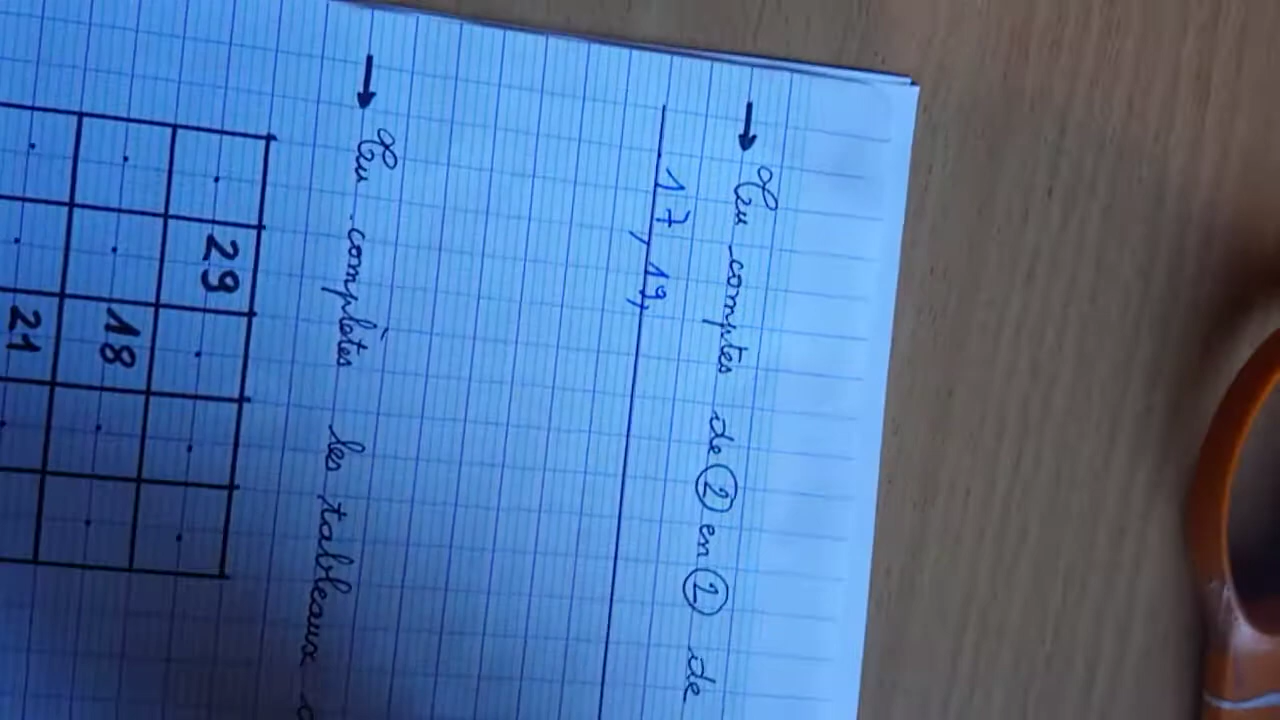 → Tu comptes de ② en ② de
17, 19,
→ Tu complètes les tableaux
. 29 . . .
. . 18 . .
. . 21 .